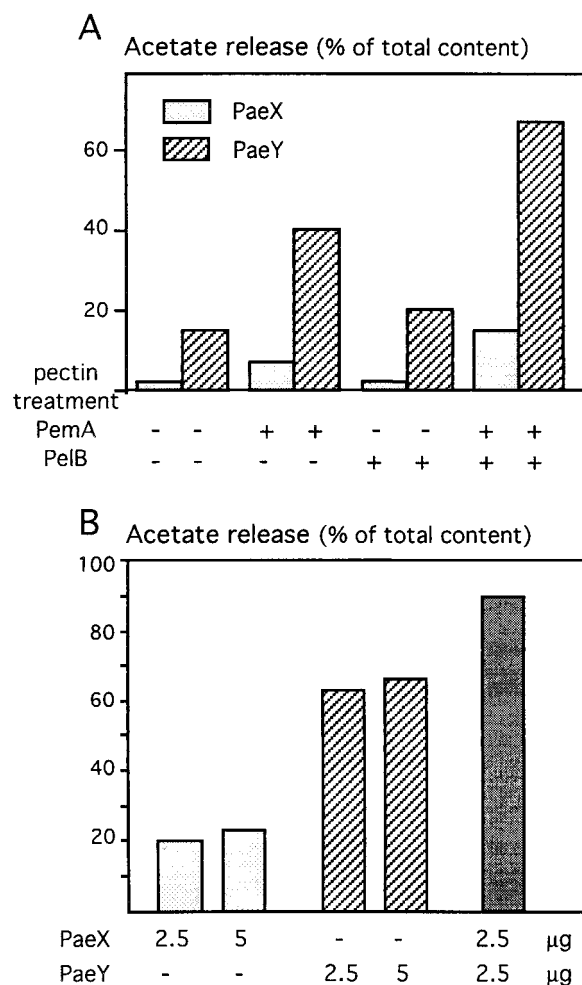 A
Acetate release (% of total content)
PaeX
PaeY
60
40
20
pectin
treatment
PemA - - + + - - + +
PelB - - - - + + + +
B
Acetate release (% of total content)
100
80
60
40
20
PaeX 2.5 5 - - 2.5 µg
PaeY - - 2.5 5 2.5 µg